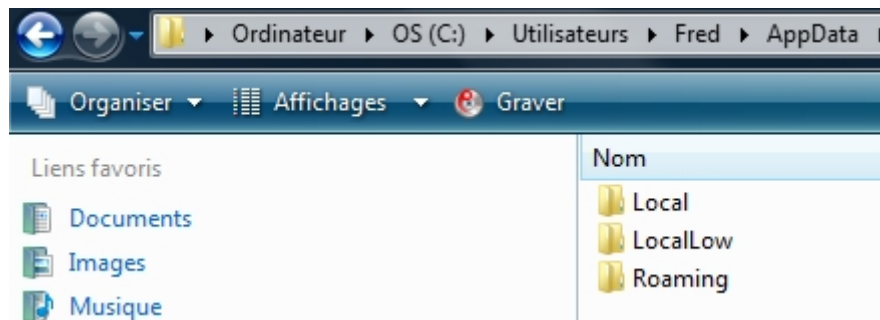 Ordinateur OS (C:) Utilisateurs Fred AppData
Organiser Affichages Graver
Liens favoris
Documents
Images
Musique
Nom
Local
LocalLow
Roaming